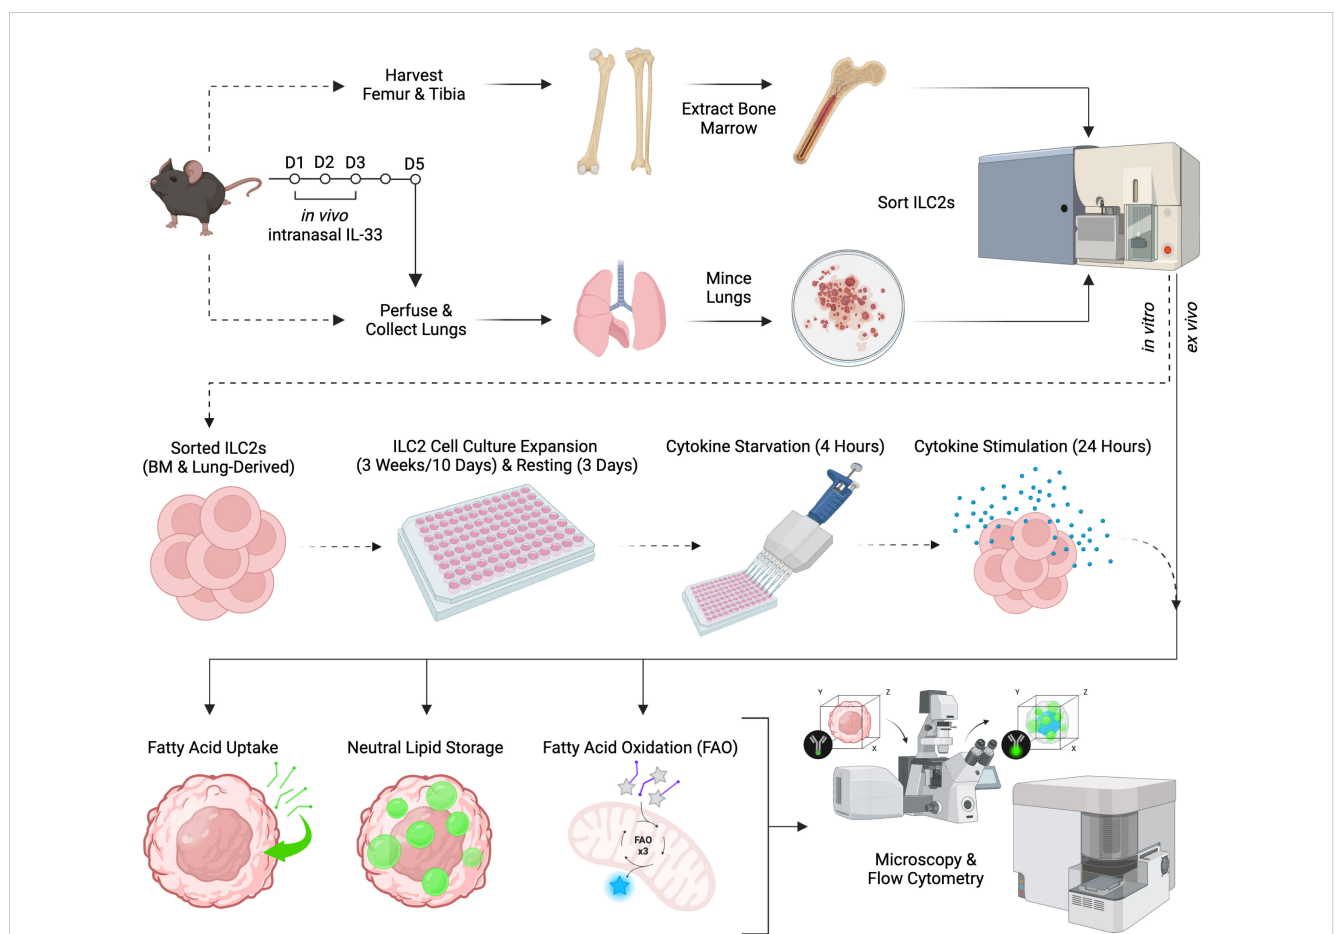 Harvest
Femur & Tibia
Extract Bone
Marrow
D1 D2 D3 D5
in vivo
intranasal IL-33
Sort ILC2s
Perfuse &
Collect Lungs
Mince
Lungs
in vitro
ex vivo
Sorted ILC2s
(BM & Lung-Derived)
ILC2 Cell Culture Expansion
(3 Weeks/10 Days) & Resting (3 Days)
Cytokine Starvation (4 Hours)
Cytokine Stimulation (24 Hours)
Fatty Acid Uptake
Neutral Lipid Storage
Fatty Acid Oxidation (FAO)
FAO
x3
Y Z
X
Y Z
X
Microscopy &
Flow Cytometry